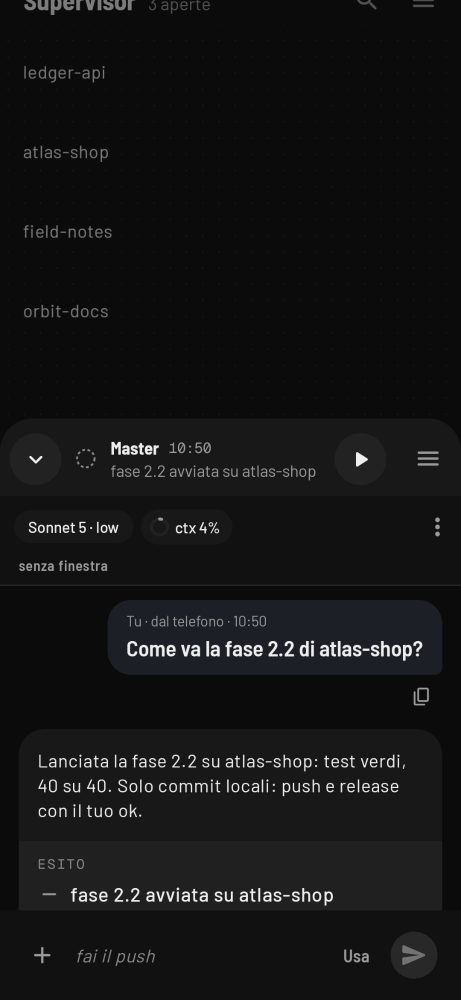 Supervisor 3 aperte
ledger-api
atlas-shop
field-notes
orbit-docs
Master 10:50
fase 2.2 avviata su atlas-shop
Sonnet 5 · low ctx 4%
senza finestra
Tu · dal telefono · 10:50
Come va la fase 2.2 di atlas-shop?
Lanciata la fase 2.2 su atlas-shop: test verdi,
40 su 40. Solo commit locali: push e release
con il tuo ok.
ESITO
— fase 2.2 avviata su atlas-shop
fai il push Usa